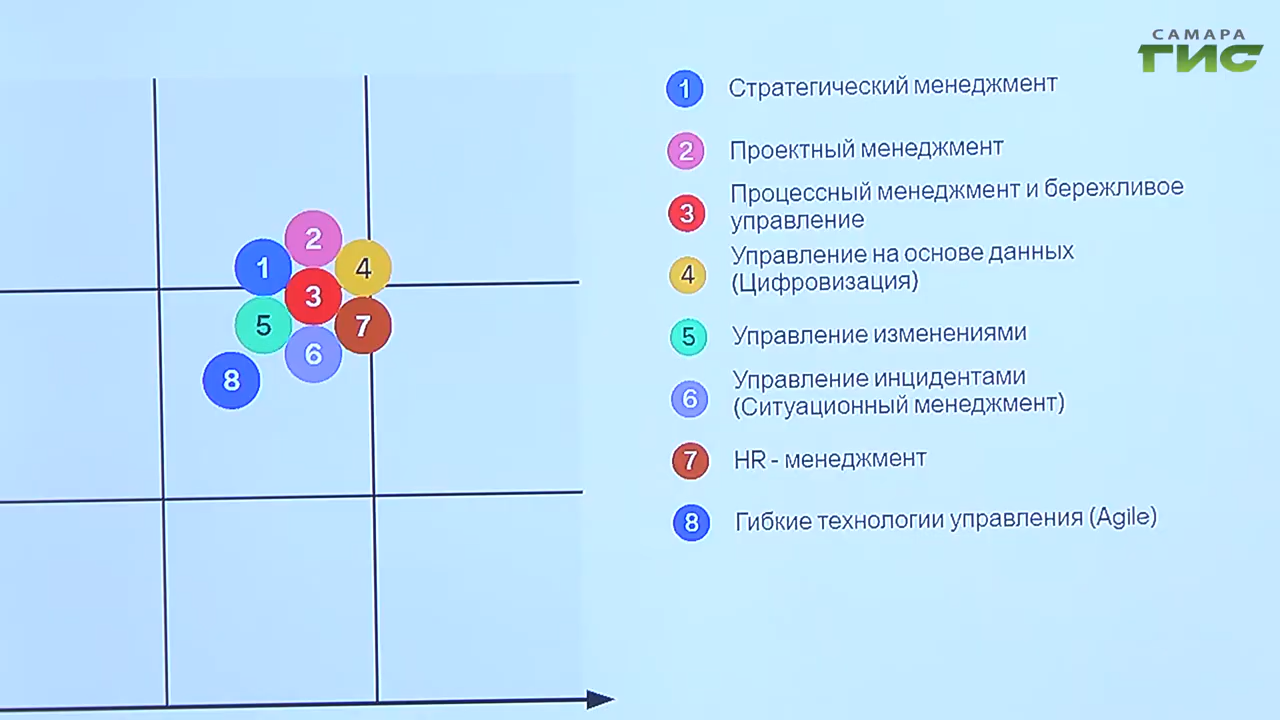 САМАРА
ГИС
1 Стратегический менеджмент
2 Проектный менеджмент
3 Процессный менеджмент и бережливое
управление
4 Управление на основе данных
(Цифровизация)
5 Управление изменениями
6 Управление инцидентами
(Ситуационный менеджмент)
7 HR - менеджмент
8 Гибкие технологии управления (Agile)
2
1
4
3
5
7
6
8